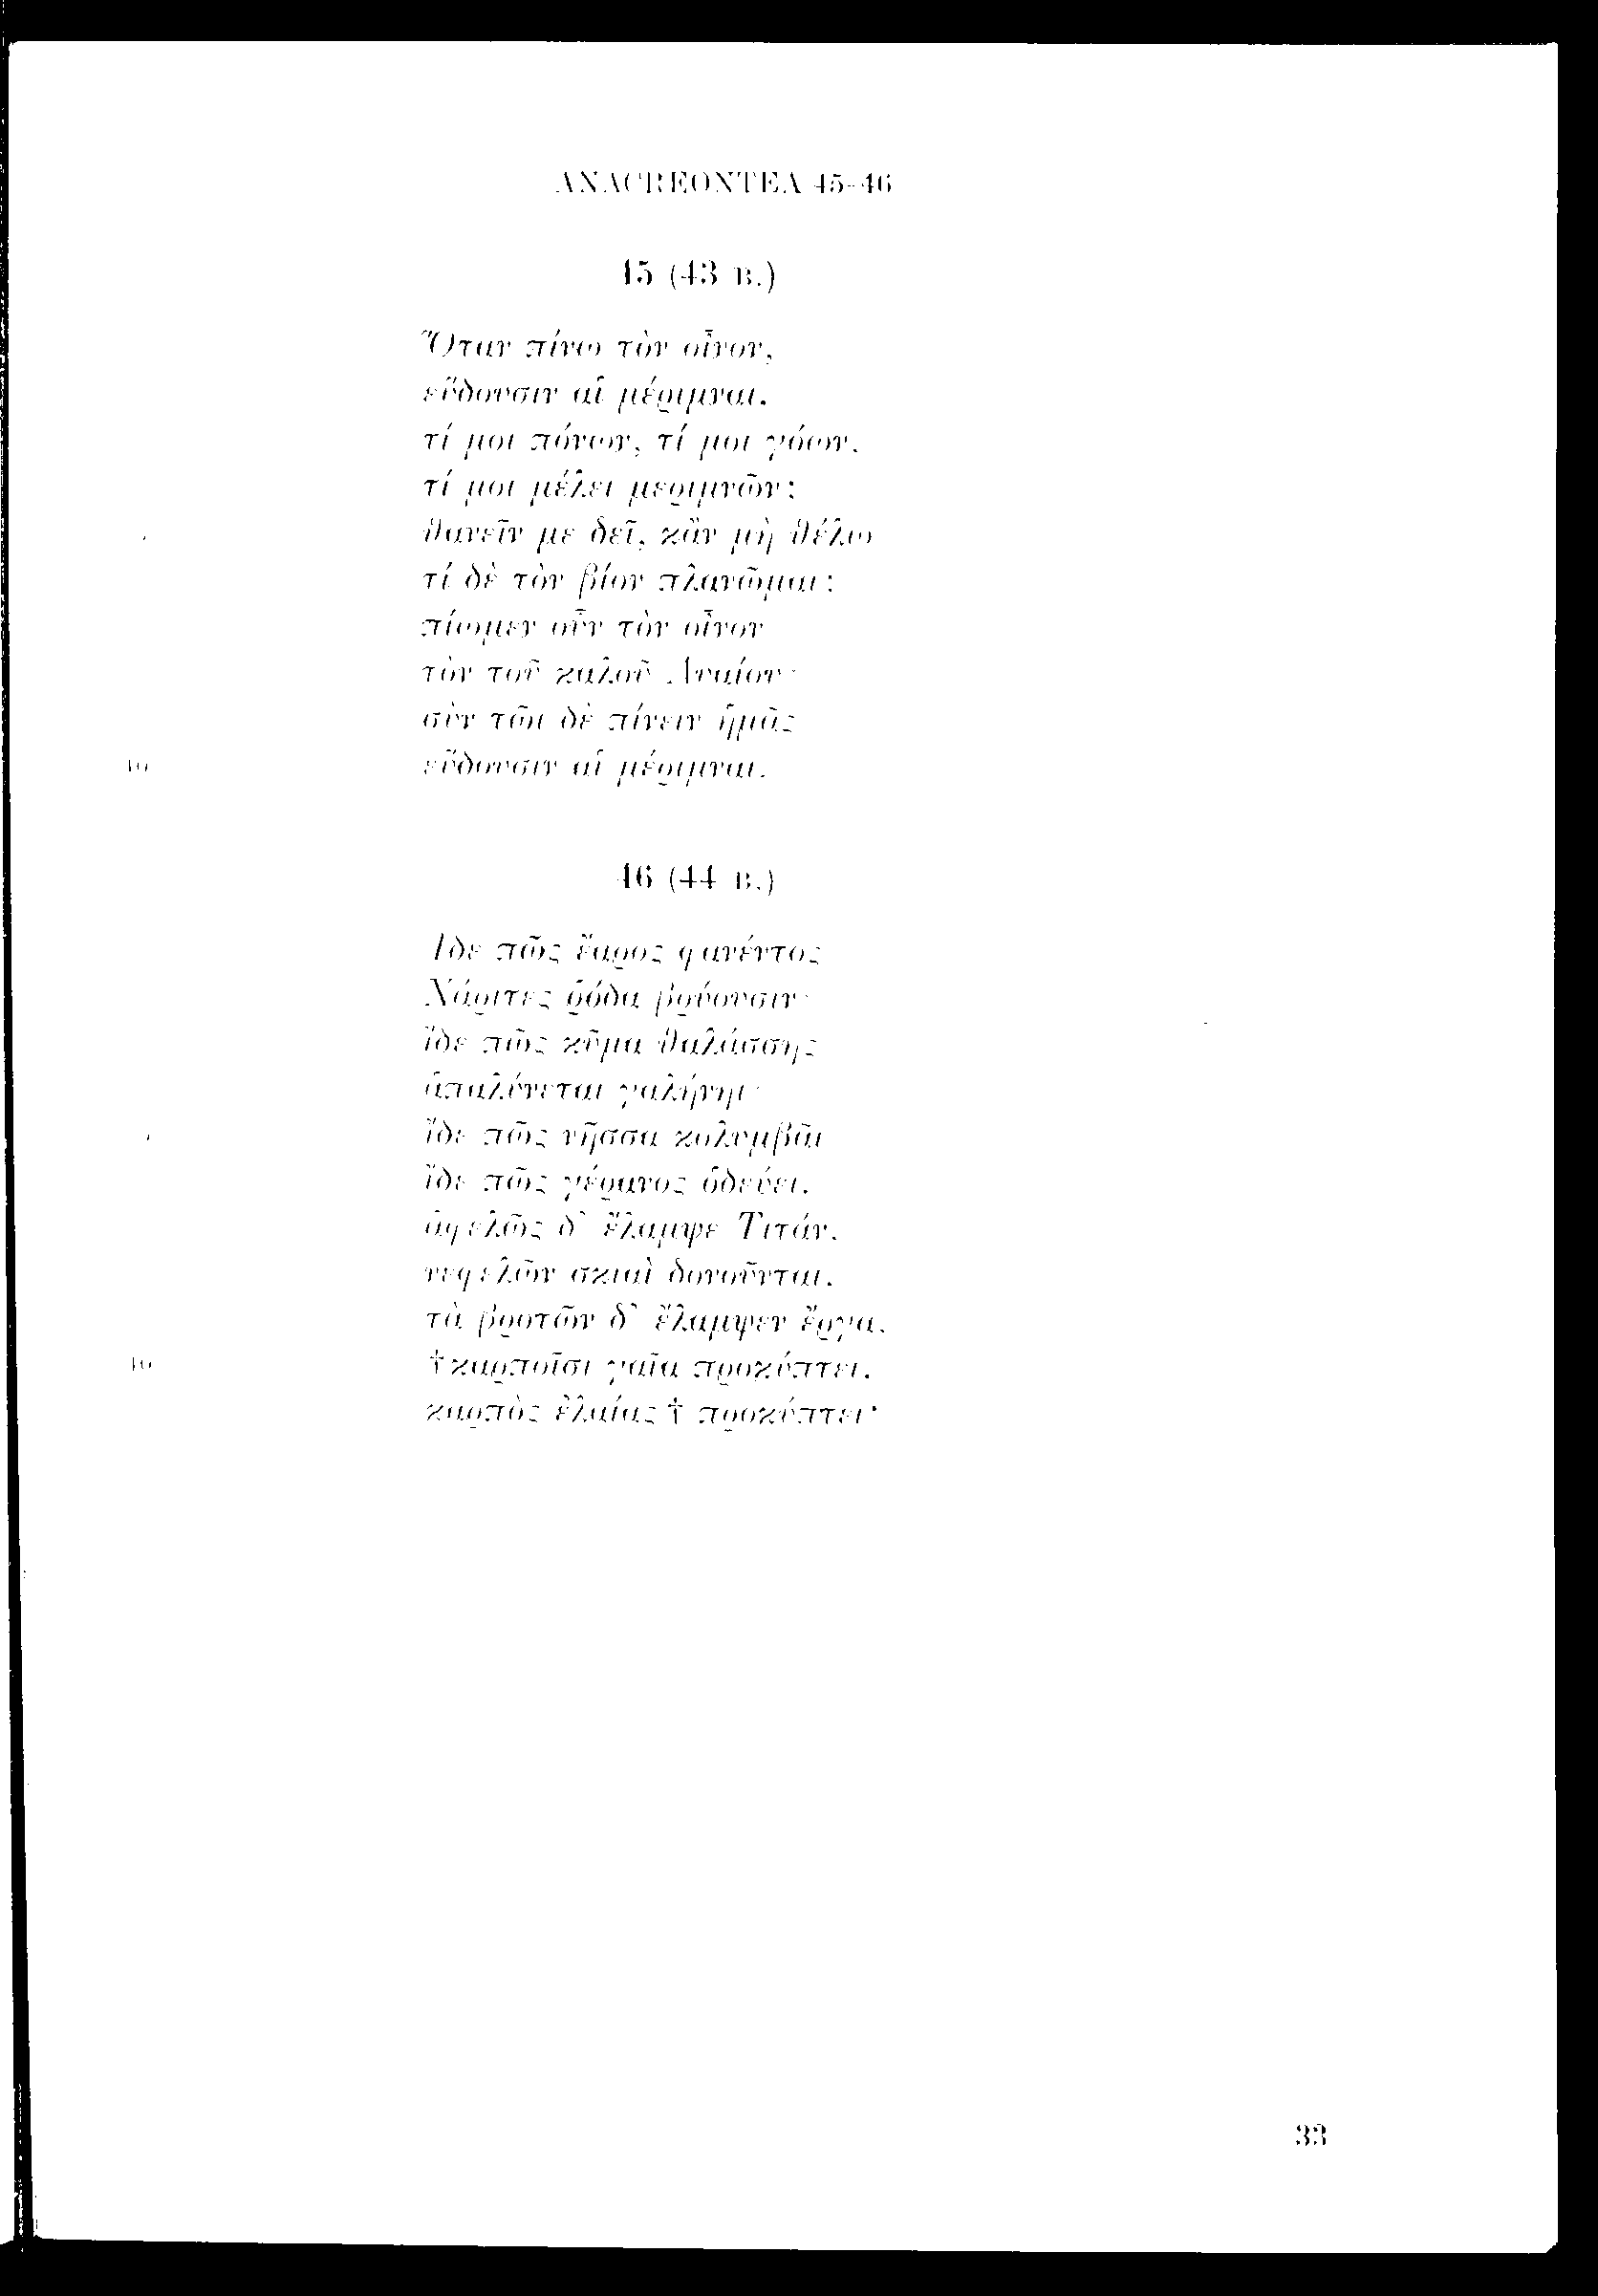 ANACREONTEA 45-46
45 (43 B.)
Ὅταν πίνω τὸν οἶνον,
εὕδουσιν αἱ μέριμναι.
τί μοι πόνων, τί μοι γόων,
τί μοι μέλει μεριμνῶν;
θανεῖν με δεῖ, κἂν μὴ θέλω·
τί δὲ τὸν βίον πλανῶμαι;
πίωμεν οὖν τὸν οἶνον
τὸν τοῦ καλοῦ Λυαίου·
σὺν τῶι δὲ πίνειν ἡμᾶς
10 εὕδουσιν αἱ μέριμναι.
46 (44 B.)
Ἴδε πῶς ἔαρος φανέντος
Χάριτες ῥόδα βρύουσιν·
ἴδε πῶς κῦμα θαλάσσης
ἁπαλύνεται γαλήνηι·
ἴδε πῶς νῆσσα κολυμβᾶι·
ἴδε πῶς γέρανος ὁδεύει.
ἀφελῶς δ᾽ ἔλαμψε Τιτάν.
νεφελῶν σκιαὶ δονοῦνται.
τὰ βροτῶν δ᾽ ἔλαμψεν ἔργα.
10 †καρποῖσι γαῖα προκύπτει.
καρπὸς ἐλαίας† προκύπτει·
33